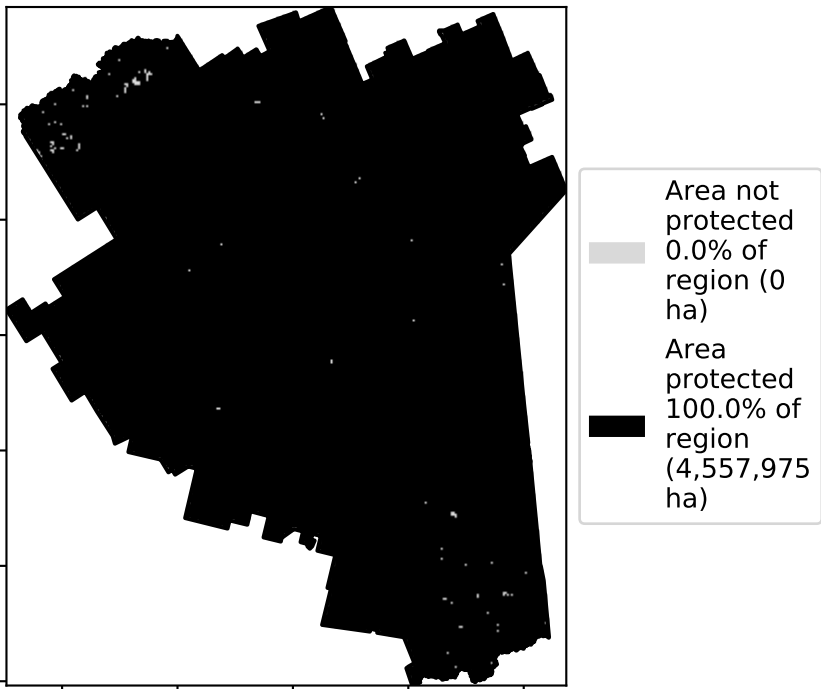 Area not
protected
0.0% of
region (0
ha)
Area
protected
100.0% of
region
(4,557,975
ha)